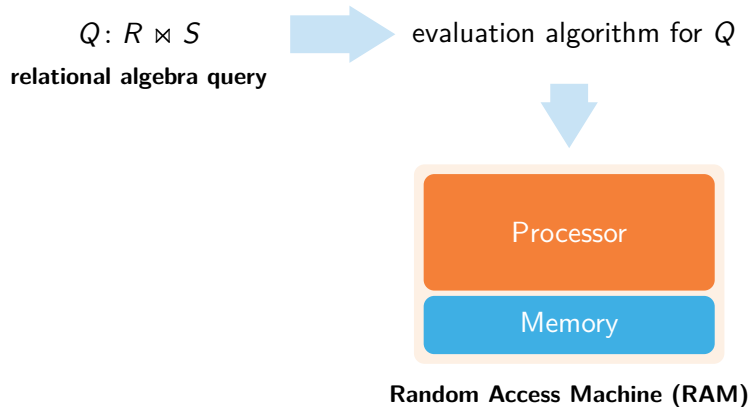 Q: R ⋈ S
evaluation algorithm for Q
relational algebra query
Processor
Memory
Random Access Machine (RAM)